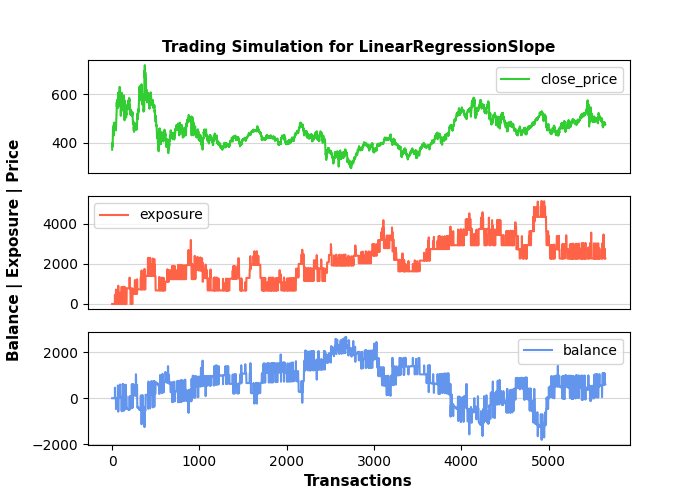 Trading Simulation for LinearRegressionSlope
600
400
close_price
4000
2000
0
exposure
2000
0
−2000
balance
0
1000
2000
3000
4000
5000
Transactions
Balance | Exposure | Price